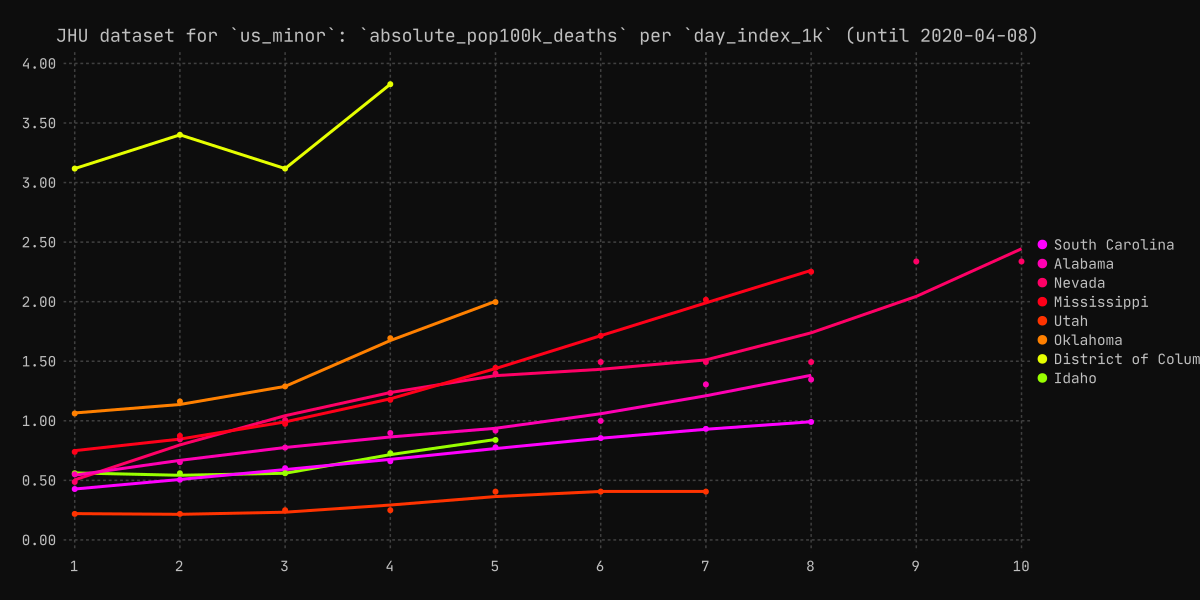 JHU dataset for `us_minor`: `absolute_pop100k_deaths` per `day_index_1k` (until 2020-04-08)
4.00
3.50
3.00
2.50
2.00
1.50
1.00
0.50
0.00
1 2 3 4 5 6 7 8 9 10
South Carolina
Alabama
Nevada
Mississippi
Utah
Oklahoma
District of Colum
Idaho